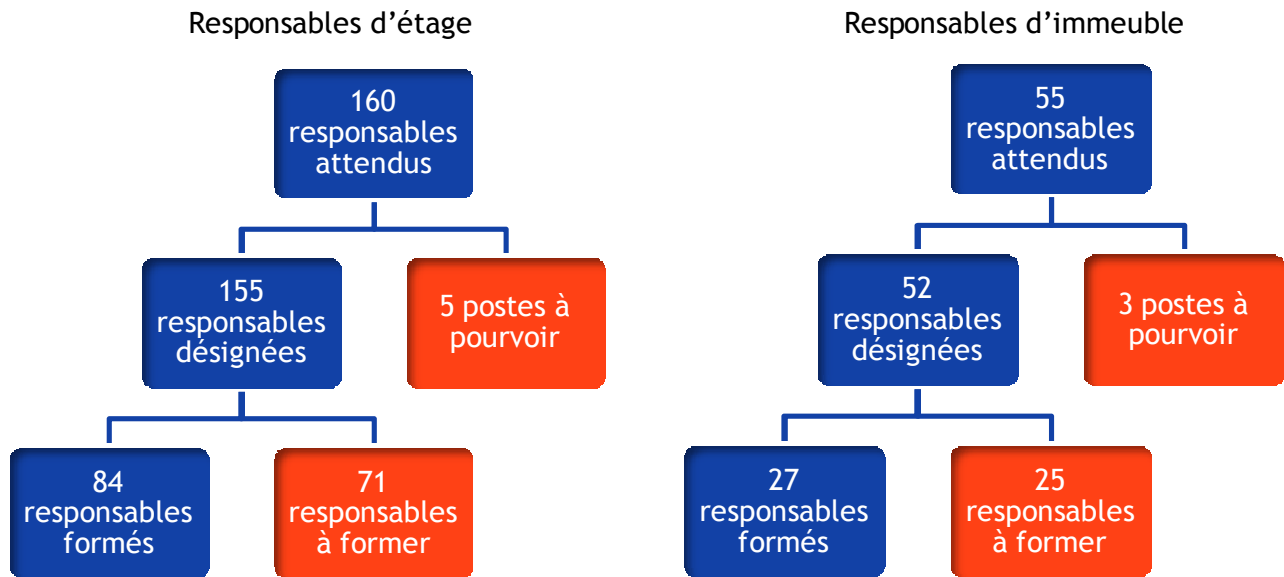 Responsables d’étage
160
responsables
attendus
155
responsables
désignées
5 postes à
pourvoir
84
responsables
formés
71
responsables
à former
Responsables d’immeuble
55
responsables
attendus
52
responsables
désignées
3 postes à
pourvoir
27
responsables
formés
25
responsables
à former